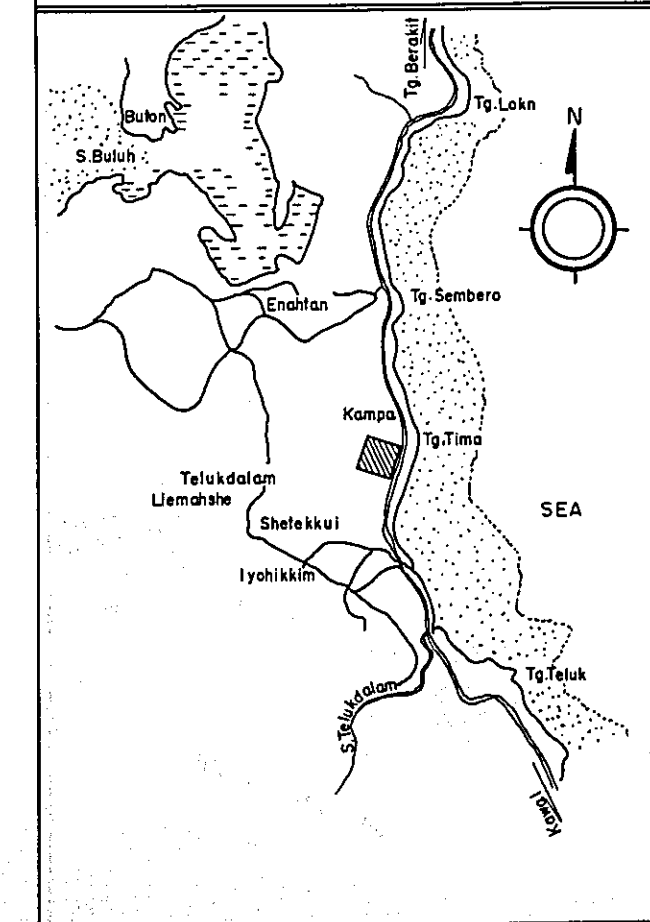 Tg.Berakit
Tg.Lokn
N
Buton
S.Buluh
Enahtan
Tg.Sembero
Kampa
Tg.Tima
Telukdalam
Liemahshe
SEA
Shetekkui
Iyohikkim
Tg.Teluk
S.Telukdalam
Kawal